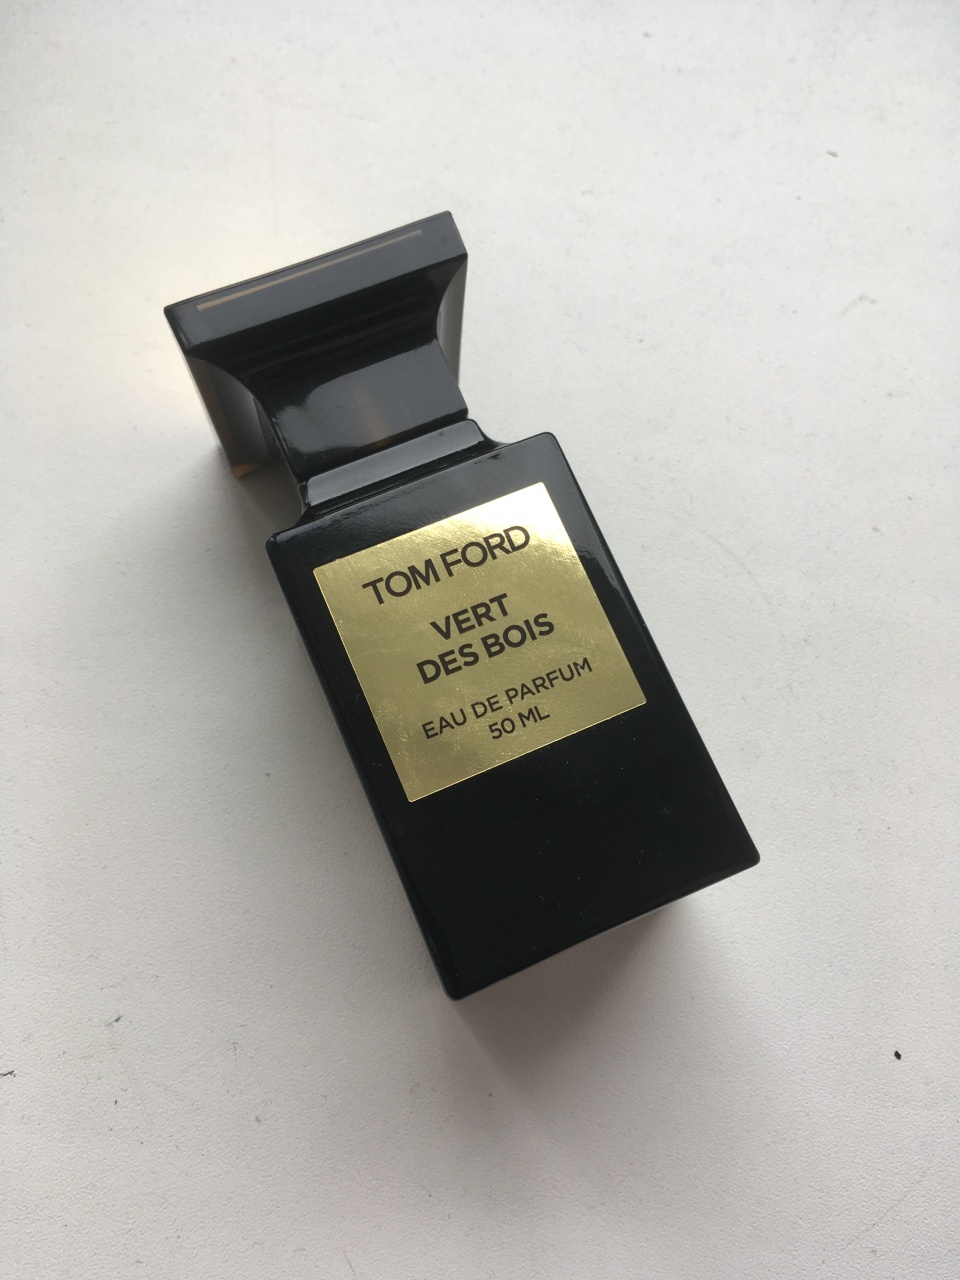 TOM FORD
VERT
DES BOIS
EAU DE PARFUM
50 ML